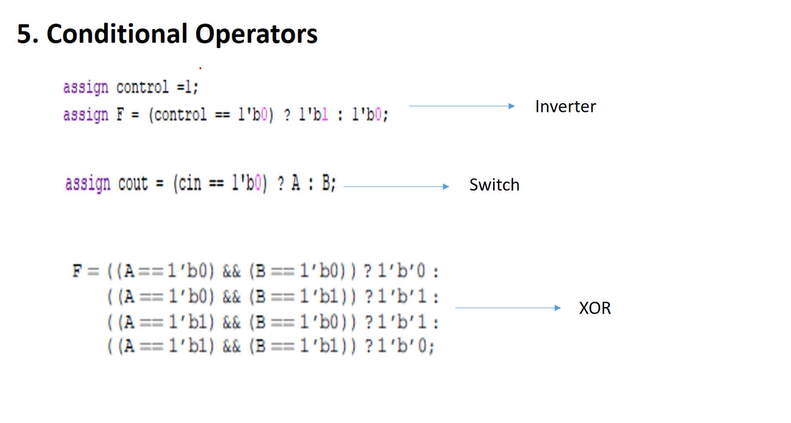 5. Conditional Operators
assign control =1;
assign F = (control == 1'b0) ? 1'b1 : 1'b0;
Inverter
assign cout = (cin == 1'b0) ? A : B;
Switch
F = ((A == 1'b0) && (B == 1'b0)) ? 1'b'0 :
((A == 1'b0) && (B == 1'b1)) ? 1'b'1 :
((A == 1'b1) && (B == 1'b0)) ? 1'b'1 :
((A == 1'b1) && (B == 1'b1)) ? 1'b'0;
XOR